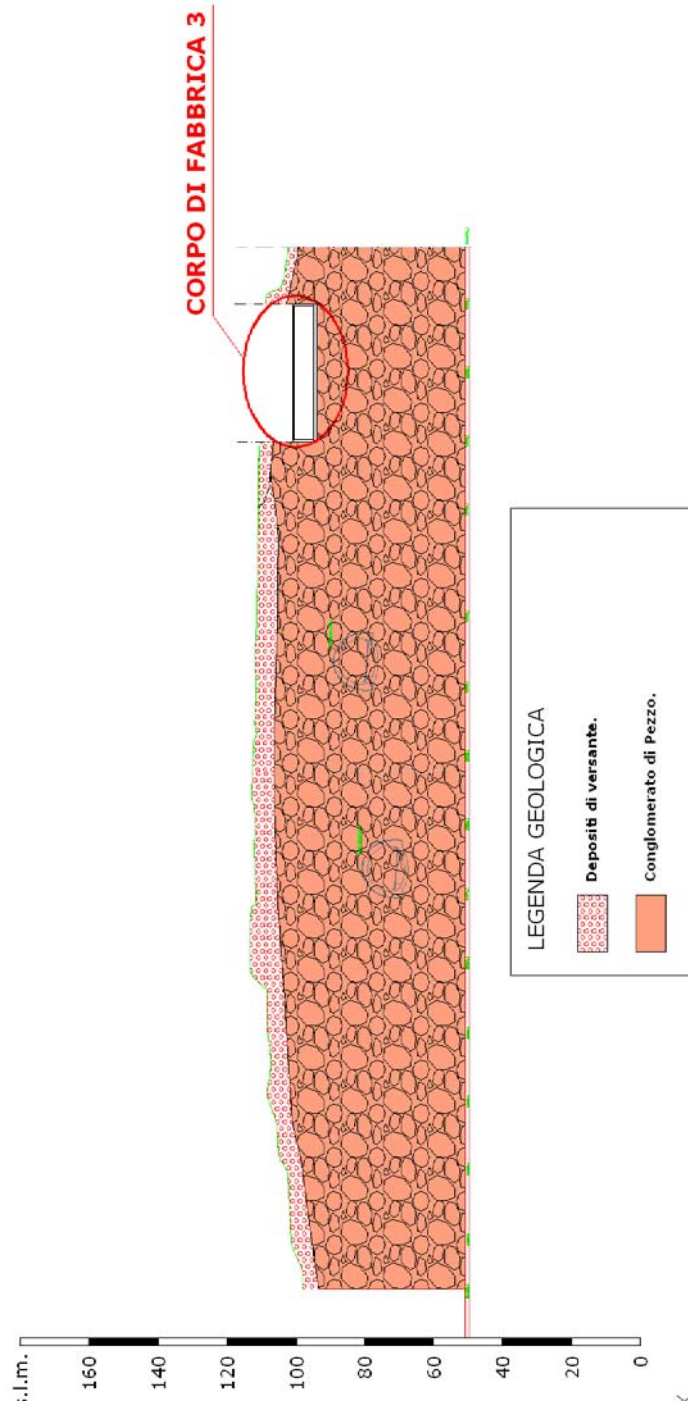 CORPO DI FABBRICA 3
s.l.m.
160
140
120
100
80
60
40
20
0
LEGENDA GEOLOGICA
Depositi di versante.
Conglomerato di Pezzo.